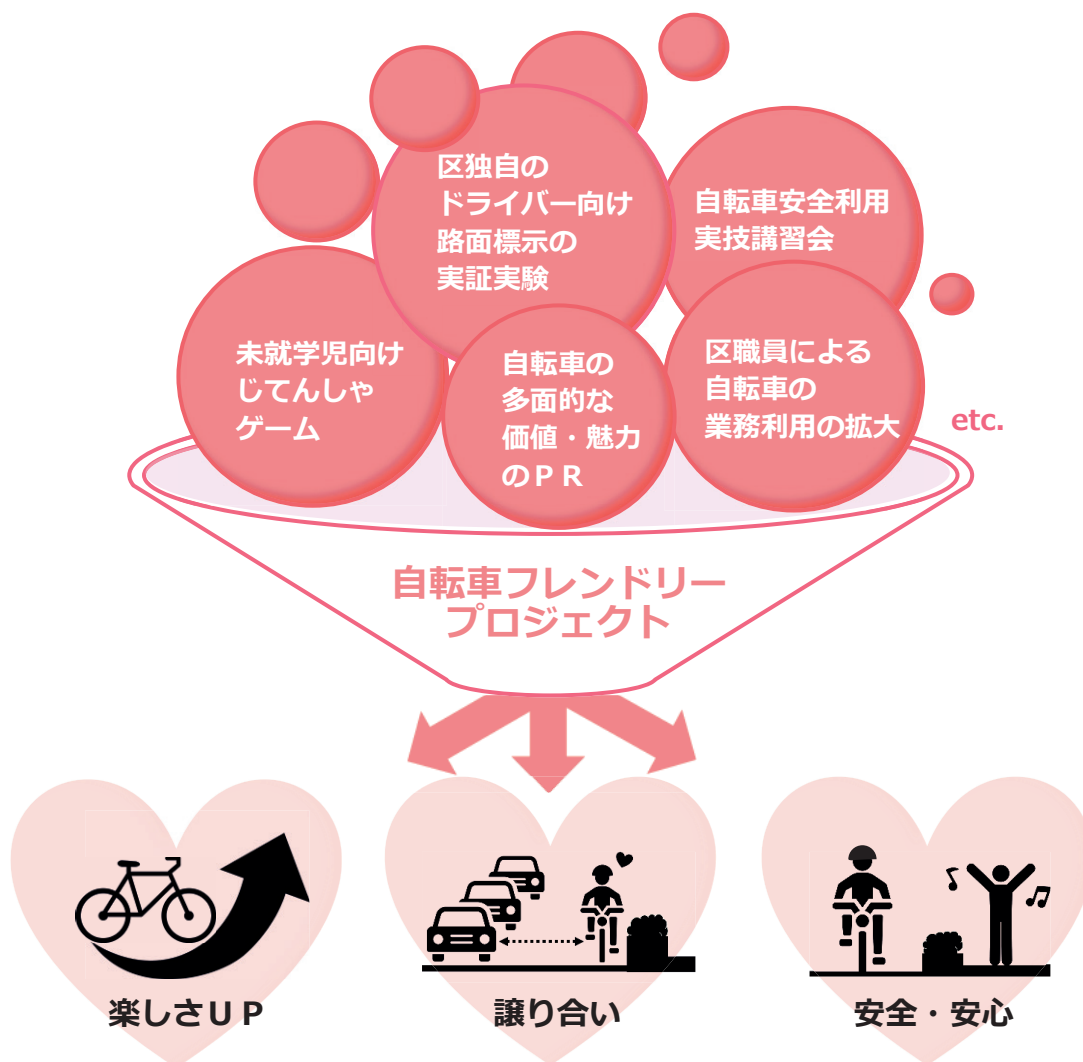 区独自の
ドライバー向け
路面標示の
実証実験
自転車安全利用
実技講習会
未就学児向け
じてんしゃ
ゲーム
自転車の
多面的な
価値・魅力
のＰＲ
区職員による
自転車の
業務利用の拡大
etc.
自転車フレンドリー
プロジェクト
楽しさＵＰ
譲り合い
安全・安心